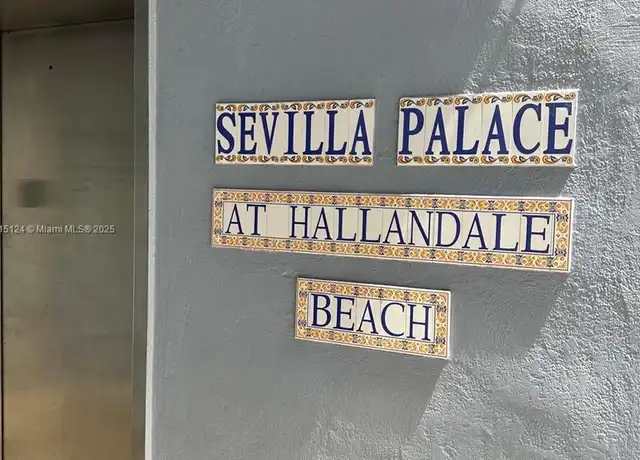 SEVILLA PALACE
AT HALLANDALE
BEACH
15124 © Miami MLS® 2025